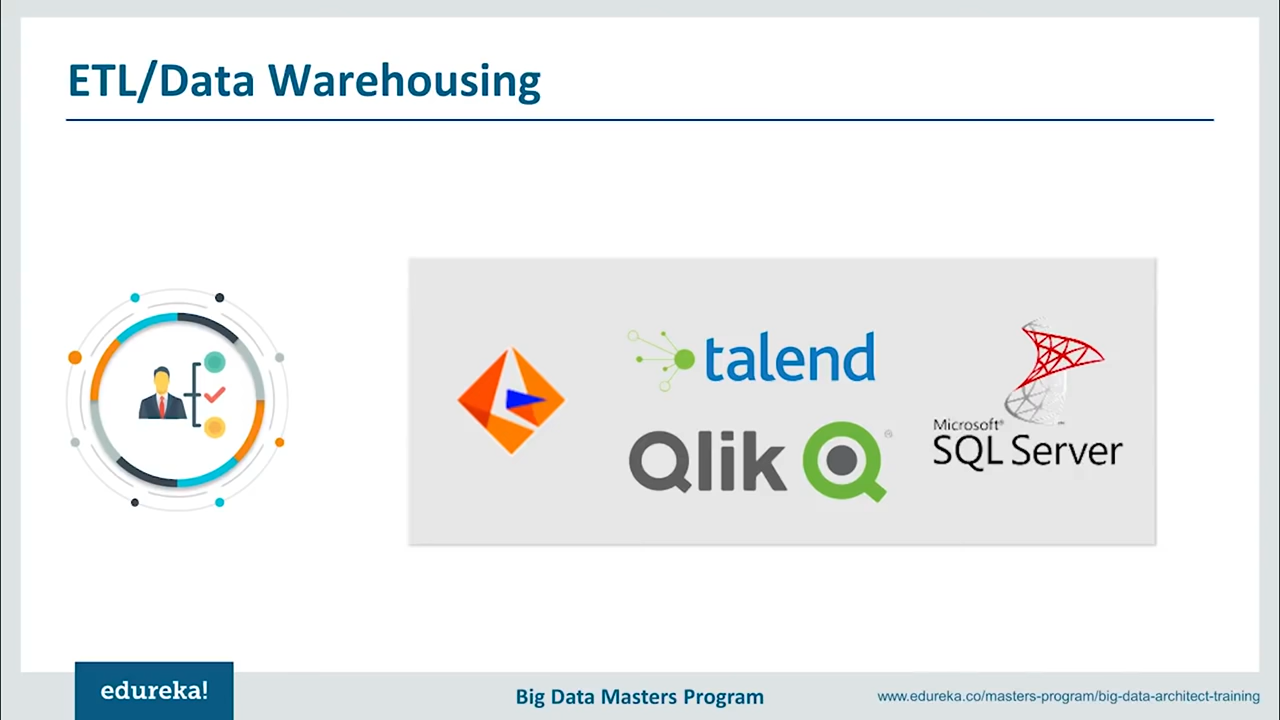 ETL/Data Warehousing
talend
Qlik Q
Microsoft®
SQL Server
edureka!
Big Data Masters Program
www.edureka.co/masters-program/big-data-architect-training